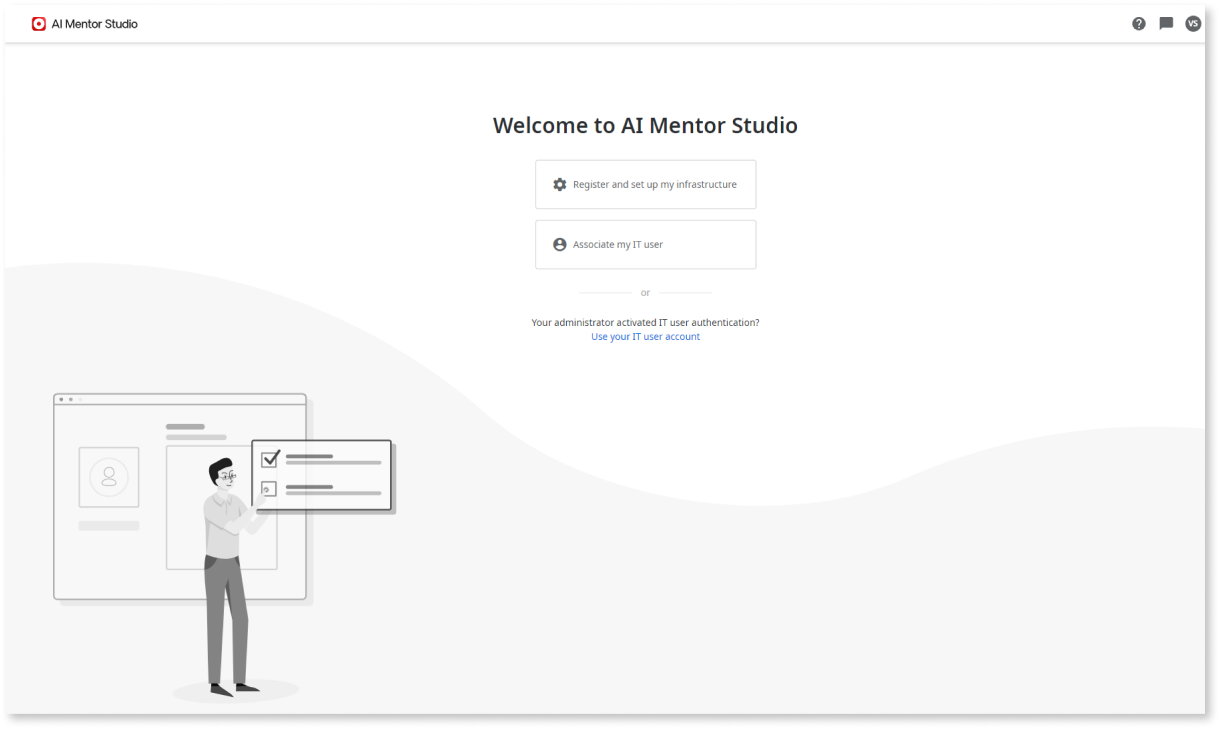 AI Mentor Studio
VS
Welcome to AI Mentor Studio
Register and set up my infrastructure
Associate my IT user
or
Your administrator activated IT user authentication?
Use your IT user account